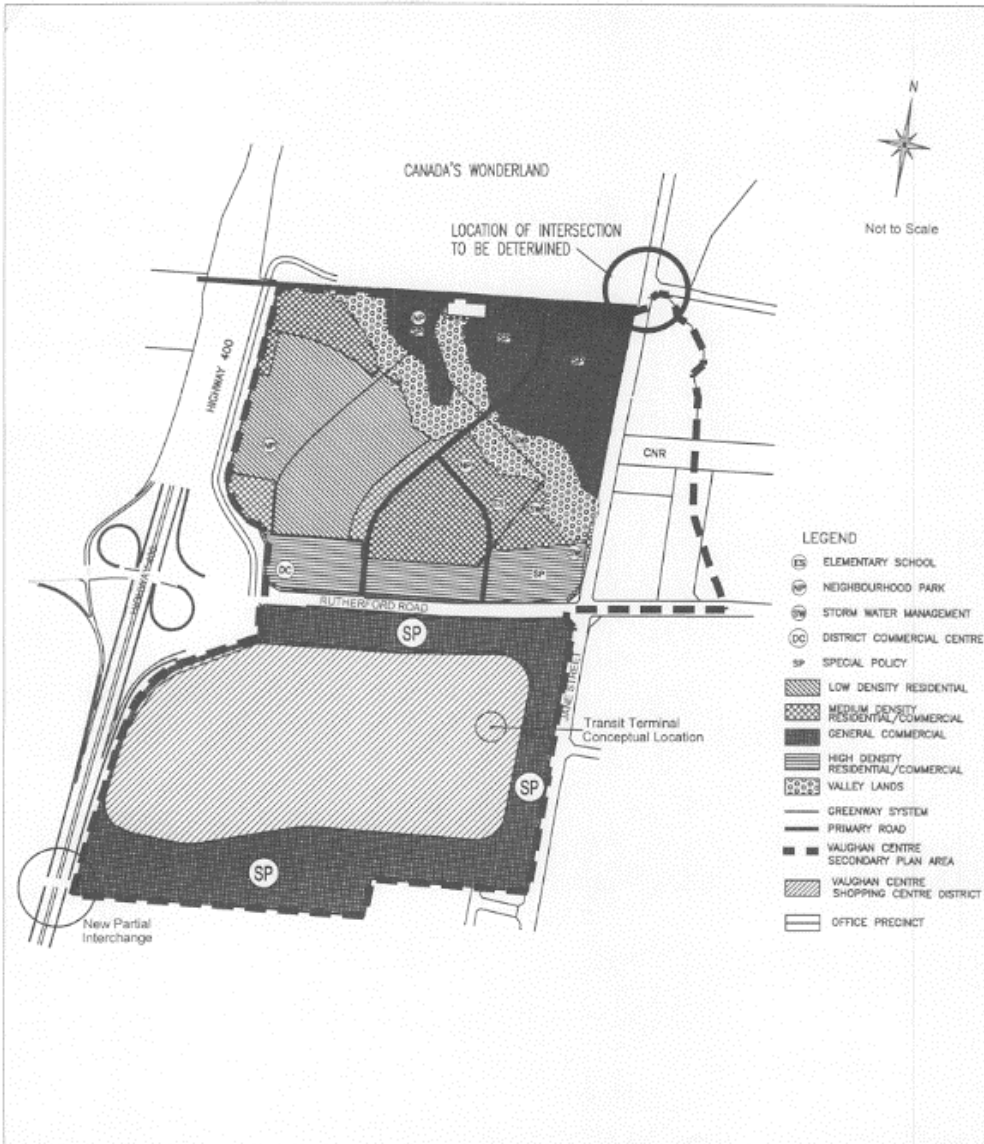 N
CANADA'S WONDERLAND
LOCATION OF INTERSECTION
TO BE DETERMINED
Not to Scale
HIGHWAY 400
NP
SP
SP
CNR
DC
SP
RUTHERFORD ROAD
SP
JANE STREET
Transit Terminal
Conceptual Location
SP
SP
New Partial
Interchange
LEGEND
ES ELEMENTARY SCHOOL
NP NEIGHBOURHOOD PARK
SW STORM WATER MANAGEMENT
DC DISTRICT COMMERCIAL CENTRE
SP SPECIAL POLICY
LOW DENSITY RESIDENTIAL
MEDIUM DENSITY
RESIDENTIAL/COMMERCIAL
GENERAL COMMERCIAL
HIGH DENSITY
RESIDENTIAL/COMMERCIAL
VALLEY LANDS
GREENWAY SYSTEM
PRIMARY ROAD
VAUGHAN CENTRE
SECONDARY PLAN AREA
VAUGHAN CENTRE
SHOPPING CENTRE DISTRICT
OFFICE PRECINCT